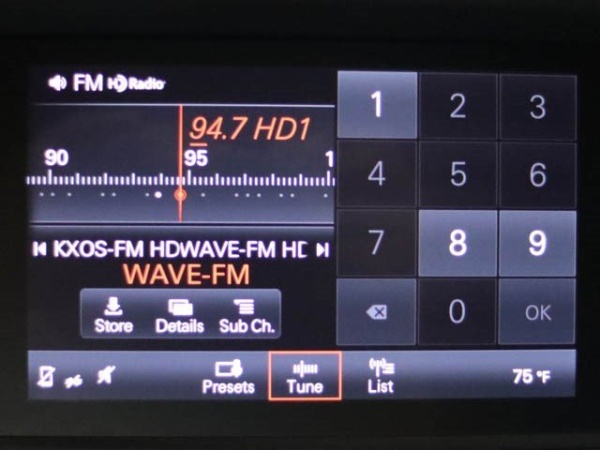 FM HD Radio
94.7 HD1
90 95 1
KXOS-FM HDWAVE-FM HD
WAVE-FM
Store Details Sub Ch.
Presets Tune List 75 °F
1 2 3
4 5 6
7 8 9
0 OK